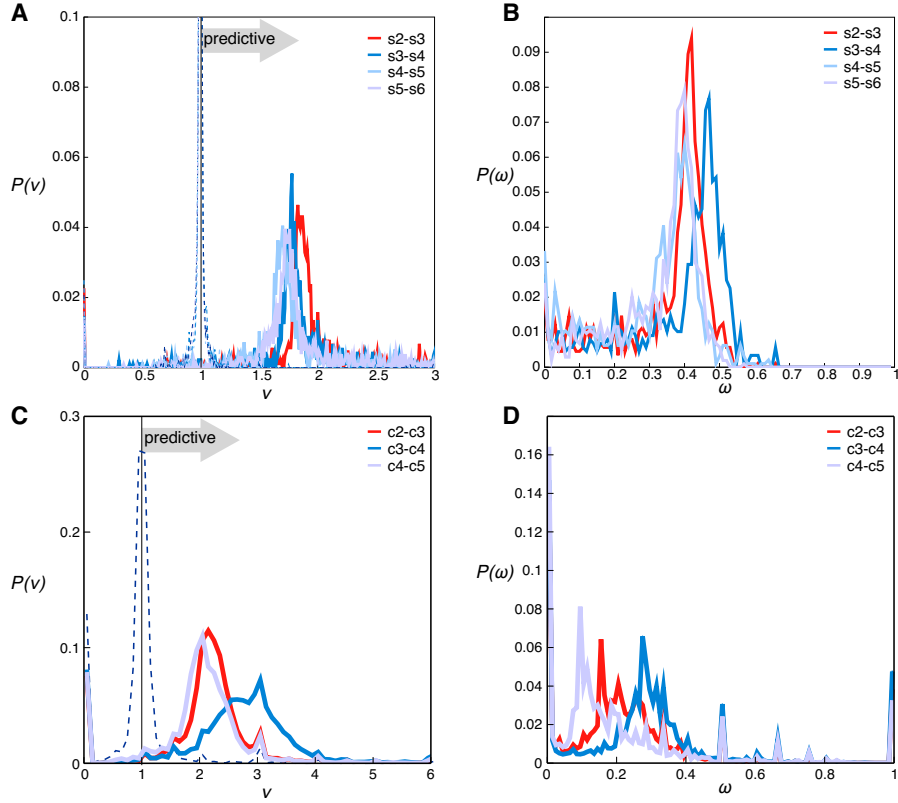 A
predictive
s2-s3
s3-s4
s4-s5
s5-s6
0.1
0.08
0.06
0.04
0.02
0
P(v)
0 0.5 1 1.5 2 2.5 3
v
B
s2-s3
s3-s4
s4-s5
s5-s6
0.09
0.08
0.07
0.06
0.05
0.04
0.03
0.02
0.01
0
P(ω)
0 0.1 0.2 0.3 0.4 0.5 0.6 0.7 0.8 0.9 1
ω
C
predictive
c2-c3
c3-c4
c4-c5
0.3
0.2
0.1
0
P(v)
0 1 2 3 4 5 6
v
D
c2-c3
c3-c4
c4-c5
0.16
0.14
0.12
0.1
0.08
0.06
0.04
0.02
0
P(ω)
0 0.2 0.4 0.6 0.8 1
ω